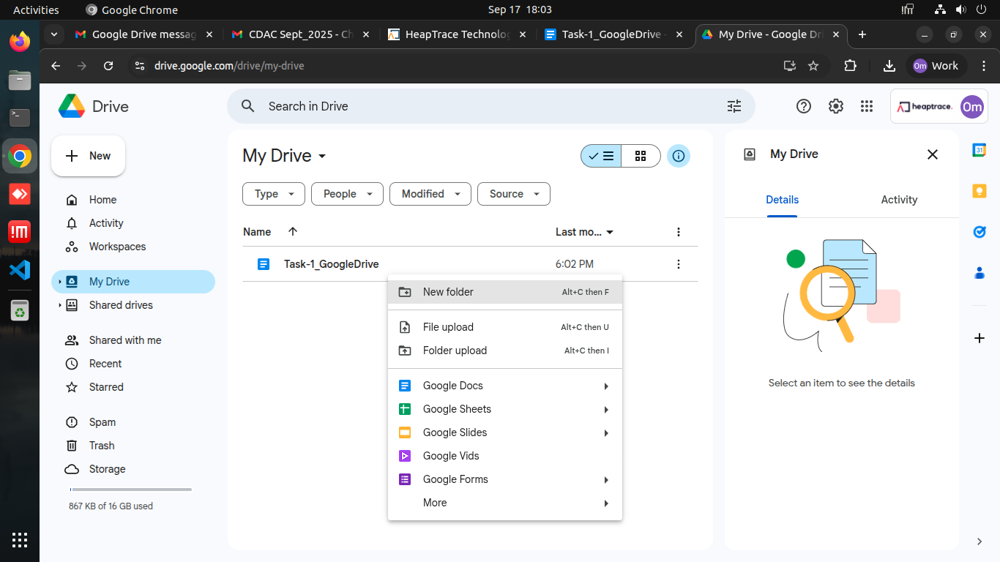 Activities
Google Chrome
Sep 17 18:03
Google Drive messag
CDAC Sept_2025 - Ch
HeapTrace Technolog
Task-1_GoogleDrive -
My Drive - Google Dri
drive.google.com/drive/my-drive
Om Work
Drive
Search in Drive
heaptrace.
Om
New
Home
Activity
Workspaces
My Drive
Shared drives
Shared with me
Recent
Starred
Spam
Trash
Storage
867 KB of 16 GB used
My Drive
Type
People
Modified
Source
Name
Last mo...
Task-1_GoogleDrive
6:02 PM
New folder Alt+C then F
File upload Alt+C then U
Folder upload Alt+C then I
Google Docs
Google Sheets
Google Slides
Google Vids
Google Forms
More
My Drive
Details
Activity
Select an item to see the details
31